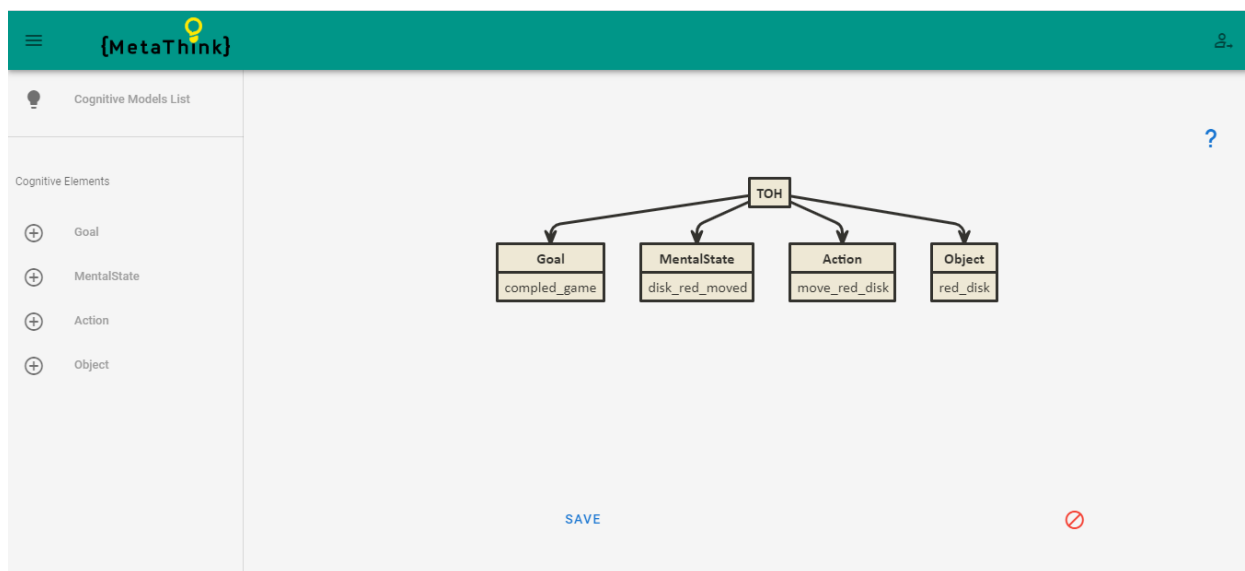 {MetaThink}
Cognitive Models List
?
Cognitive Elements
Goal
MentalState
Action
Object
TOH
Goal MentalState Action Object
compled_game disk_red_moved move_red_disk red_disk
SAVE